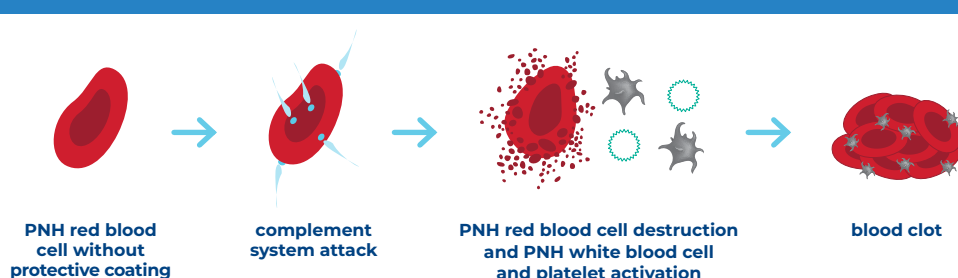 PNH red blood
cell without
protective coating
complement
system attack
PNH red blood cell destruction
and PNH white blood cell
and platelet activation
blood clot